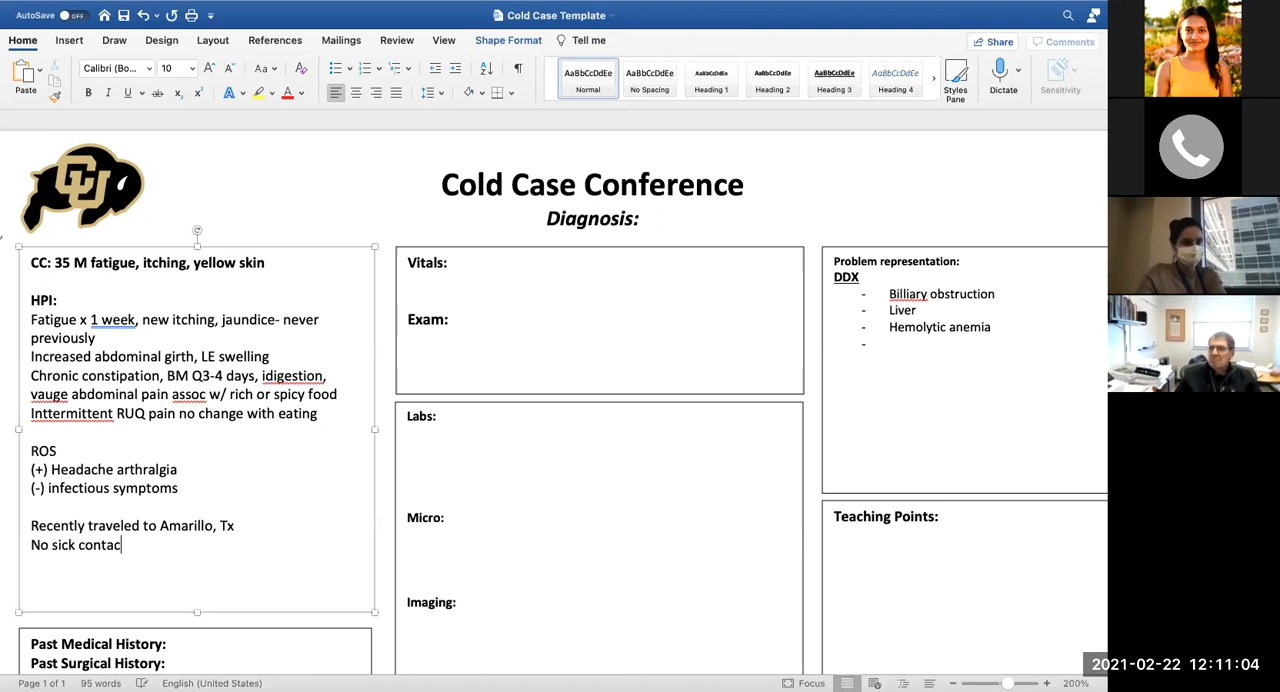 AutoSave OFF
Cold Case Template
Home Insert Draw Design Layout References Mailings Review View Shape Format Tell me
Share Comments
Paste
Calibri (Bo... 10
AaBbCcDdEe AaBbCcDdEe AaBbCcDdEe AaBbCcDdEe AaBbCcDdEe AaBbCcDdEe
Normal No Spacing Heading 1 Heading 2 Heading 3 Heading 4
Styles Pane
Dictate
Sensitivity
CU
Cold Case Conference
Diagnosis:
CC: 35 M fatigue, itching, yellow skin
HPI:
Fatigue x 1 week, new itching, jaundice- never
previously
Increased abdominal girth, LE swelling
Chronic constipation, BM Q3-4 days, idigestion,
vauge abdominal pain assoc w/ rich or spicy food
Inttermittent RUQ pain no change with eating
ROS
(+) Headache arthralgia
(-) infectious symptoms
Recently traveled to Amarillo, Tx
No sick contac
Past Medical History:
Past Surgical History:
Vitals:
Exam:
Labs:
Micro:
Imaging:
Problem representation:
DDX
- Billiary obstruction
- Liver
- Hemolytic anemia
-
Teaching Points:
2021-02-22 12:11:04
Page 1 of 1 95 words English (United States)
Focus
200%